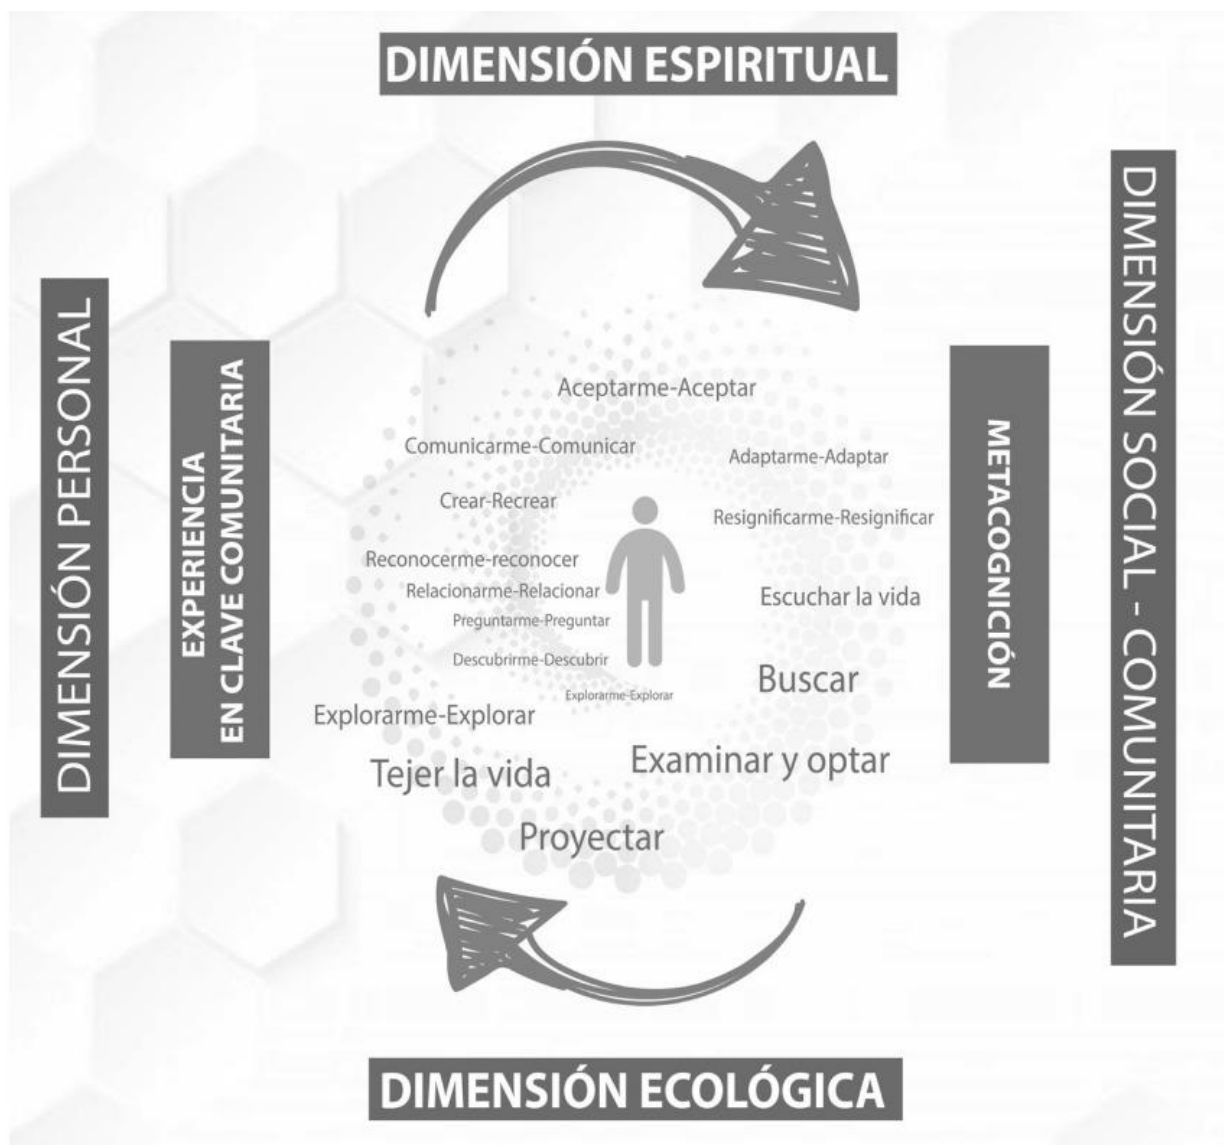 DIMENSIÓN ESPIRITUAL
DIMENSIÓN PERSONAL
EXPERIENCIA
EN CLAVE COMUNITARIA
Aceptarme-Aceptar
Comunicarme-Comunicar
Adaptarme-Adaptar
Crear-Recrear
Resignificarme-Resignificar
Reconocerme-reconocer
Relacionarme-Relacionar
Escuchar la vida
Preguntarme-Preguntar
Descubrirme-Descubrir
Buscar
Explorarme-Explorar
Explorarme-Explorar
Examinar y optar
Tejer la vida
Proyectar
METACOGNICIÓN
DIMENSIÓN SOCIAL - COMUNITARIA
DIMENSIÓN ECOLÓGICA